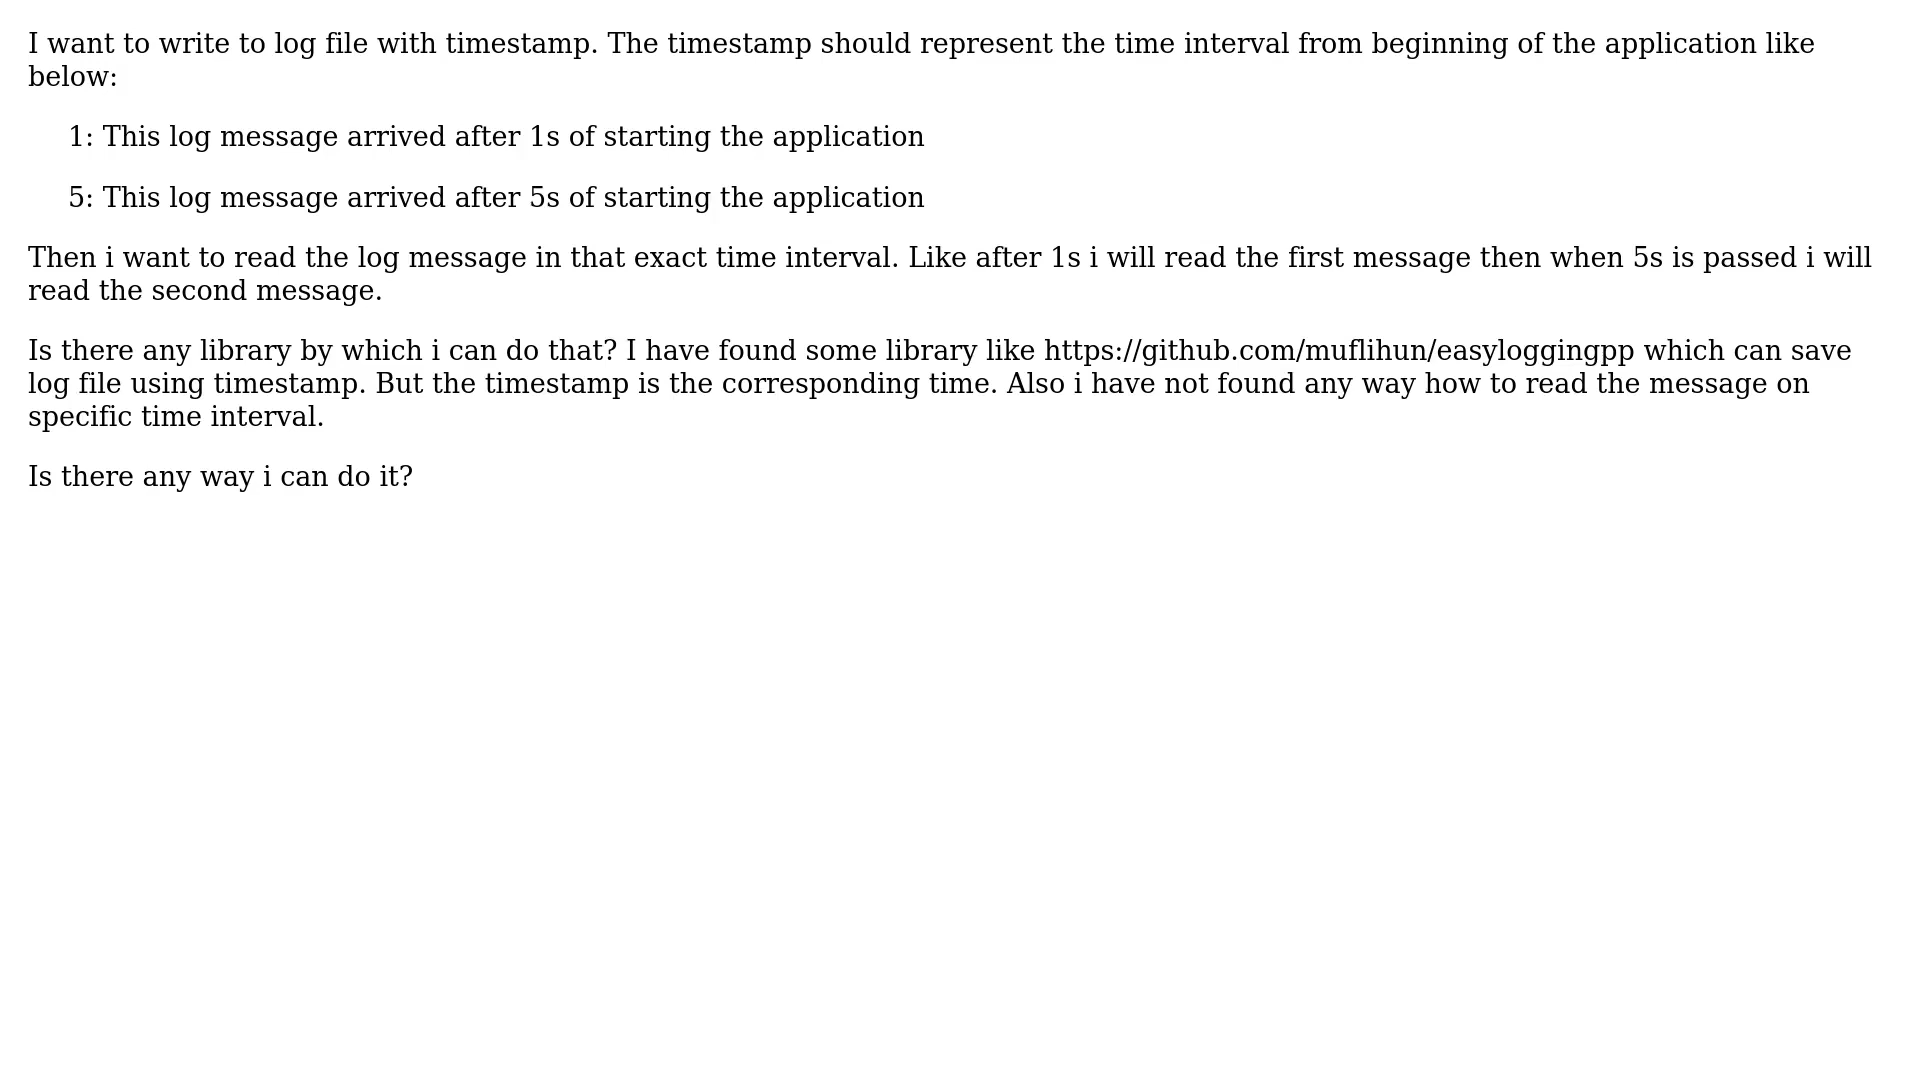 I want to write to log file with timestamp. The timestamp should represent the time interval from beginning of the application like
below:
1: This log message arrived after 1s of starting the application
5: This log message arrived after 5s of starting the application
Then i want to read the log message in that exact time interval. Like after 1s i will read the first message then when 5s is passed i will
read the second message.
Is there any library by which i can do that? I have found some library like https://github.com/muflihun/easyloggingpp which can save
log file using timestamp. But the timestamp is the corresponding time. Also i have not found any way how to read the message on
specific time interval.
Is there any way i can do it?